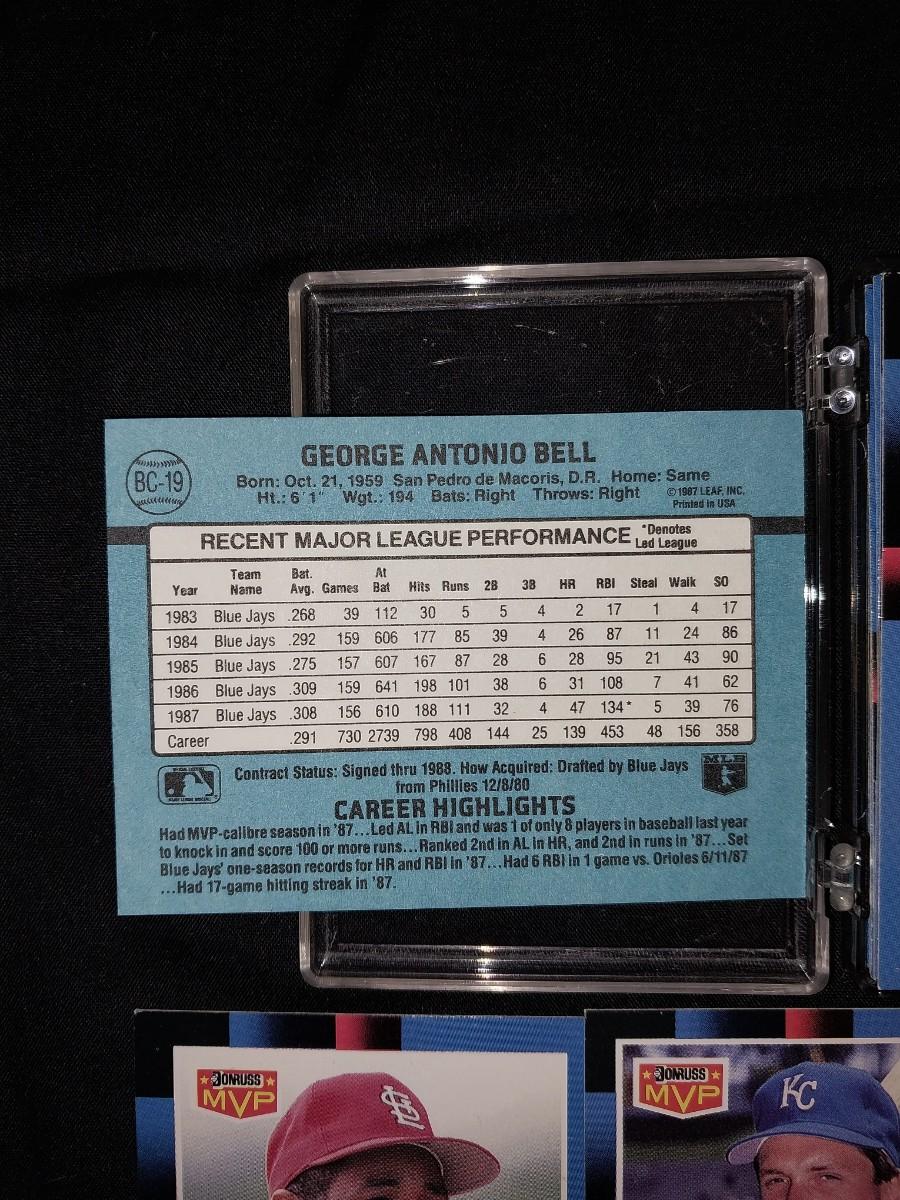 GEORGE ANTONIO BELL
BC-19
Born: Oct. 21, 1959 San Pedro de Macoris, D.R. Home: Same
Ht.: 6'1" Wgt.: 194 Bats: Right Throws: Right
©1987 LEAF, INC.
Printed in USA
RECENT MAJOR LEAGUE PERFORMANCE *Denotes Led League
Year Team Name Bat. Avg. Games At Bat Hits Runs 2B 3B HR RBI Steal Walk SO
1983 Blue Jays .268 39 112 30 5 5 4 2 17 1 4 17
1984 Blue Jays .292 159 606 177 85 39 4 26 87 11 24 86
1985 Blue Jays .275 157 607 167 87 28 6 28 95 21 43 90
1986 Blue Jays .309 159 641 198 101 38 6 31 108 7 41 62
1987 Blue Jays .308 156 610 188 111 32 4 47 134* 5 39 76
Career .291 730 2739 798 408 144 25 139 453 48 156 358
Contract Status: Signed thru 1988. How Acquired: Drafted by Blue Jays
from Phillies 12/8/80
MLB
CAREER HIGHLIGHTS
Had MVP-calibre season in '87...Led AL in RBI and was 1 of only 8 players in baseball last year
to knock in and score 100 or more runs...Ranked 2nd in AL in HR, and 2nd in runs in '87...Set
Blue Jays' one-season records for HR and RBI in '87...Had 6 RBI in 1 game vs. Orioles 6/11/87
...Had 17-game hitting streak in '87.
DONRUSS
MVP
StL
DONRUSS
MVP
KC